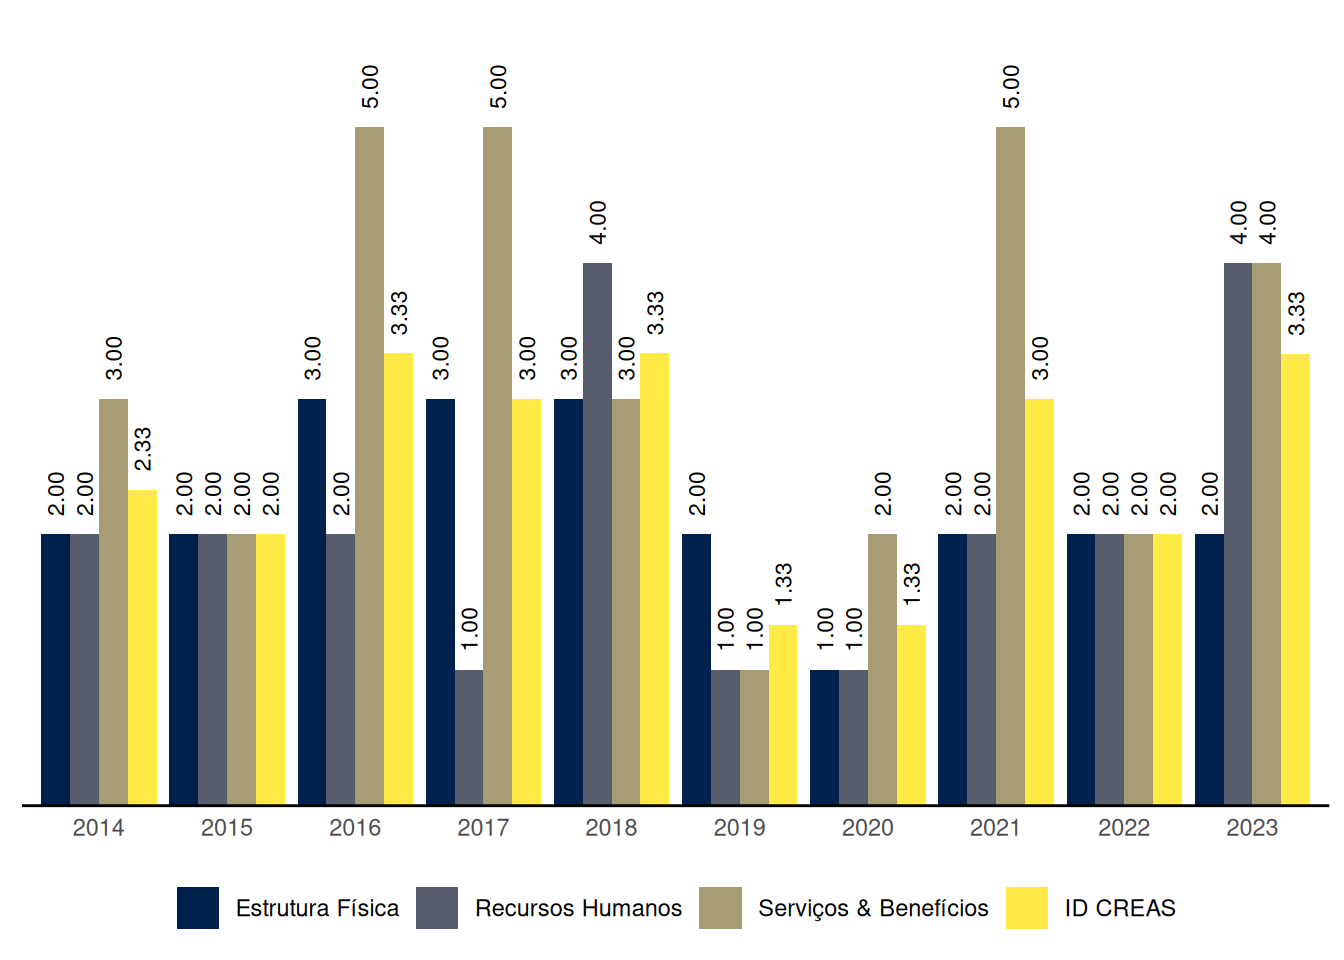 5.00 5.00 5.00
4.00 4.00 4.00
3.33 3.33 3.33
3.00 3.00 3.00 3.00 3.00 3.00 3.00
2.33
2.00 2.00 2.00 2.00 2.00 2.00 2.00 2.00 2.00 2.00 2.00 2.00 2.00 2.00 2.00 2.00
1.33 1.33
1.00 1.00 1.00 1.00 1.00
2014 2015 2016 2017 2018 2019 2020 2021 2022 2023
Estrutura Física Recursos Humanos Serviços & Benefícios ID CREAS